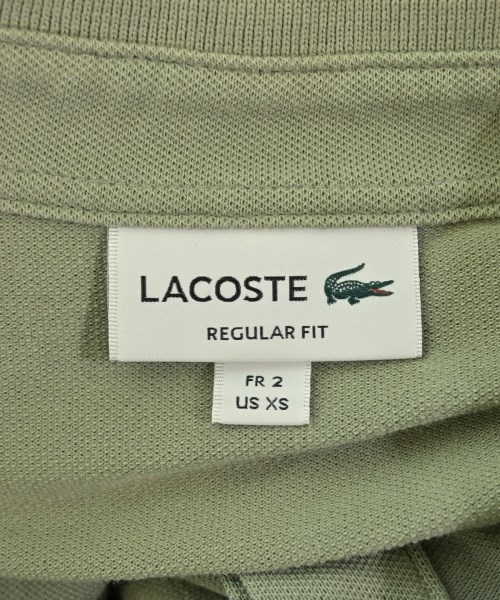 LACOSTE
REGULAR FIT
FR 2
US XS